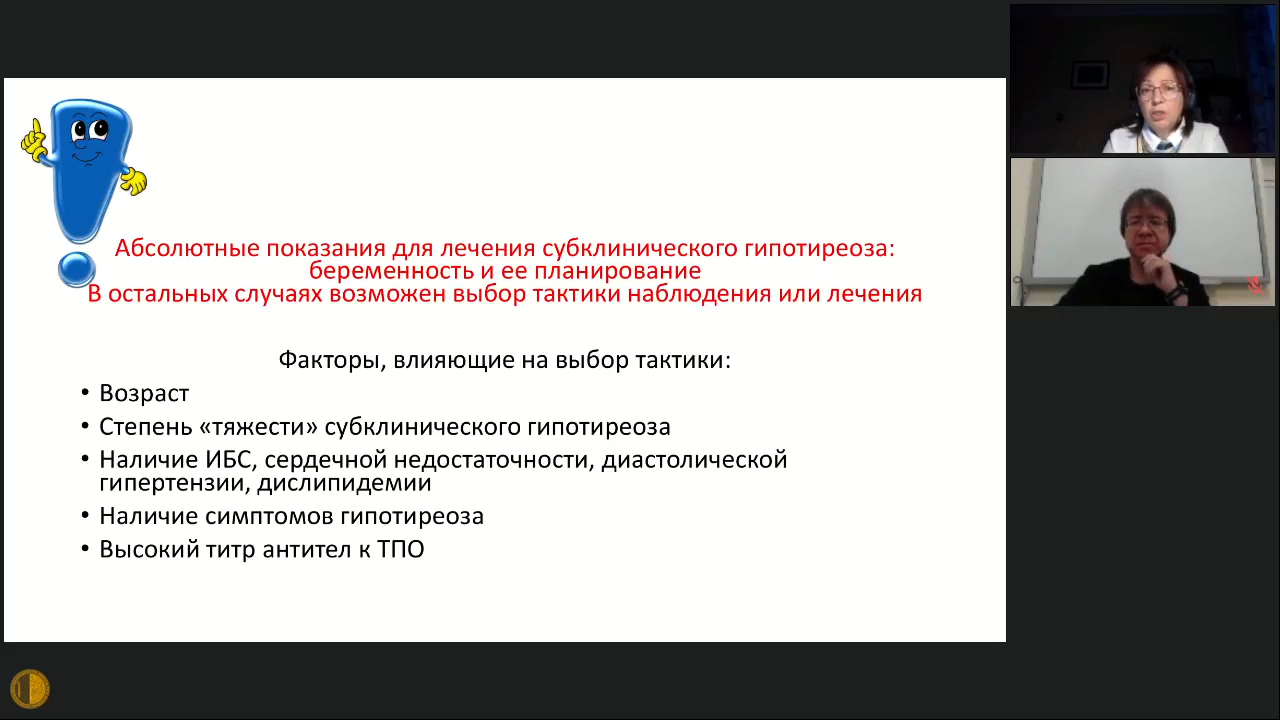 Абсолютные показания для лечения субклинического гипотиреоза:
беременность и ее планирование
В остальных случаях возможен выбор тактики наблюдения или лечения
Факторы, влияющие на выбор тактики:
• Возраст
• Степень «тяжести» субклинического гипотиреоза
• Наличие ИБС, сердечной недостаточности, диастолической
гипертензии, дислипидемии
• Наличие симптомов гипотиреоза
• Высокий титр антител к ТПО